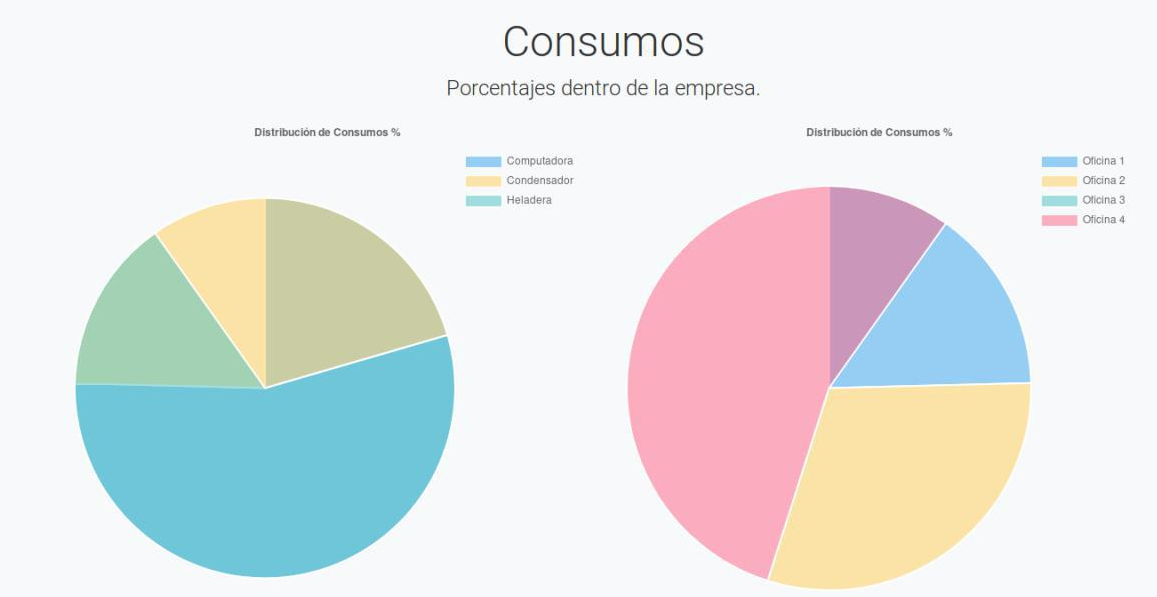 Consumos
Porcentajes dentro de la empresa.
Distribución de Consumos %
Computadora
Condensador
Heladera
Distribución de Consumos %
Oficina 1
Oficina 2
Oficina 3
Oficina 4